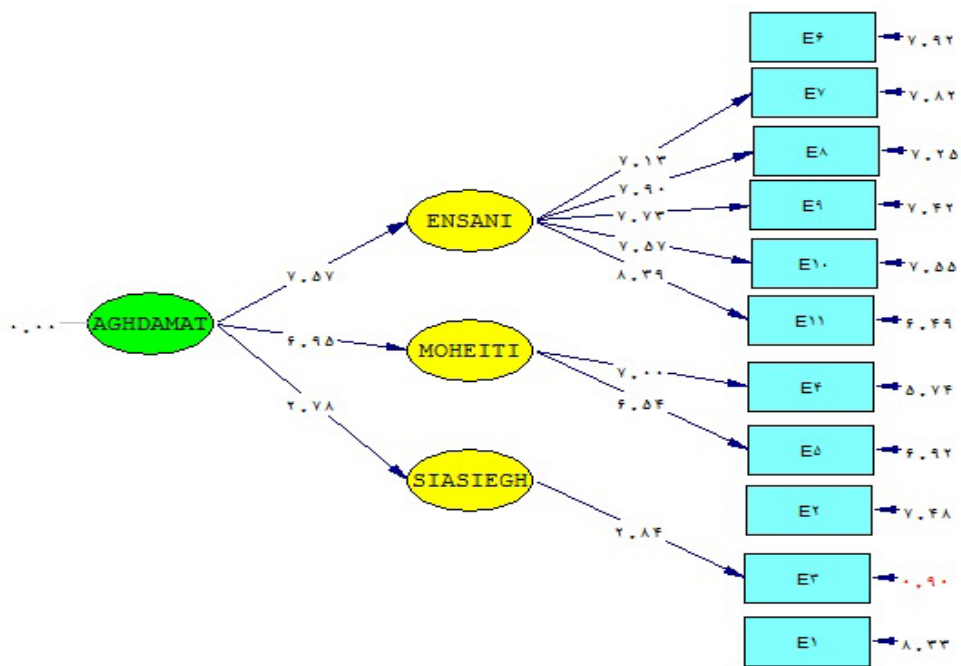 E۶ ۷.۹۲
E۷ ۷.۸۲
۷.۱۳
E۸ ۷.۲۵
۷.۹۰
E۹ ۷.۴۲
ENSANI ۷.۷۳
۷.۵۷
E۱۰ ۷.۵۵
۷.۵۷ ۸.۳۹
۰.۰۰ AGHDAMAT
E۱۱ ۶.۴۹
۶.۹۵ MOHEITI
۷.۰۰
E۴ ۵.۷۴
۲.۷۸ ۶.۵۴
E۵ ۶.۹۲
SIASIEGH
E۲ ۷.۴۸
۲.۸۴
E۳ ۰.۹۰
E۱ ۸.۳۳